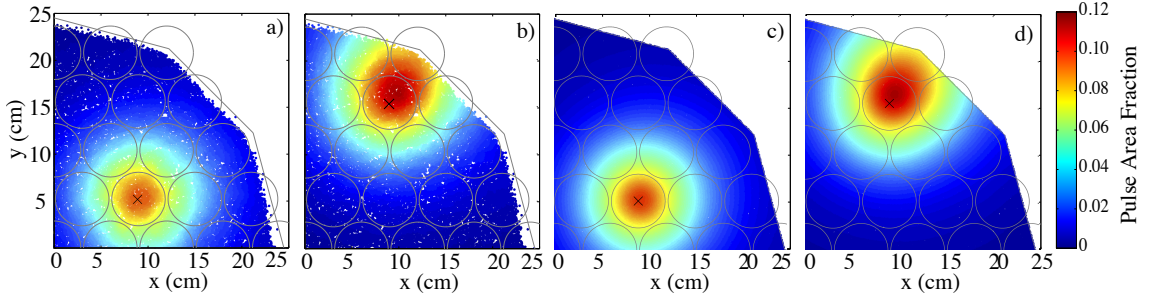 a)
b)
c)
d)
25
20
15
10
5
y (cm)
0 5 10 15 20 25
x (cm)
0 5 10 15 20 25
x (cm)
0 5 10 15 20 25
x (cm)
0 5 10 15 20 25
x (cm)
0.12
0.10
0.08
0.06
0.04
0.02
0
Pulse Area Fraction